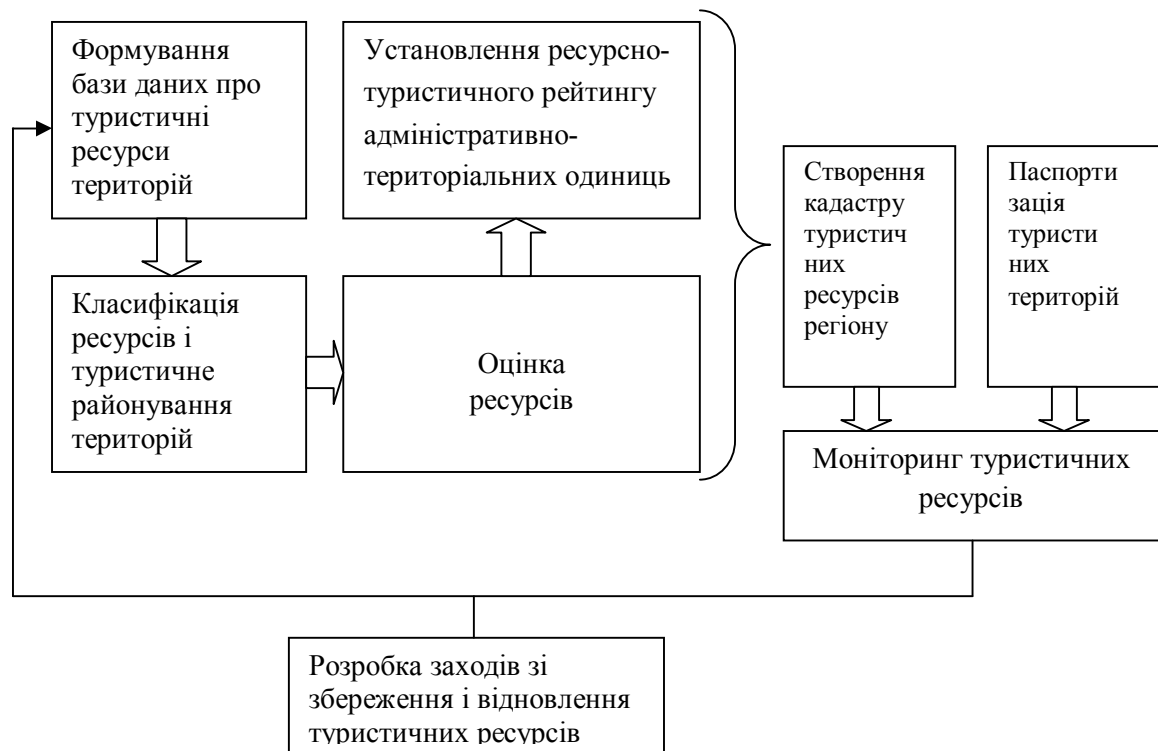 Формування
бази даних про
туристичні
ресурси
територій
Установлення ресурсно-
туристичного рейтингу
адміністративно-
територіальних одиниць
Створення
кадастру
туристич
них
ресурсів
регіону
Паспорти
зація
туристи
них
територій
Класифікація
ресурсів і
туристичне
районування
територій
Оцінка
ресурсів
Моніторинг туристичних
ресурсів
Розробка заходів зі
збереження і відновлення
туристичних ресурсів